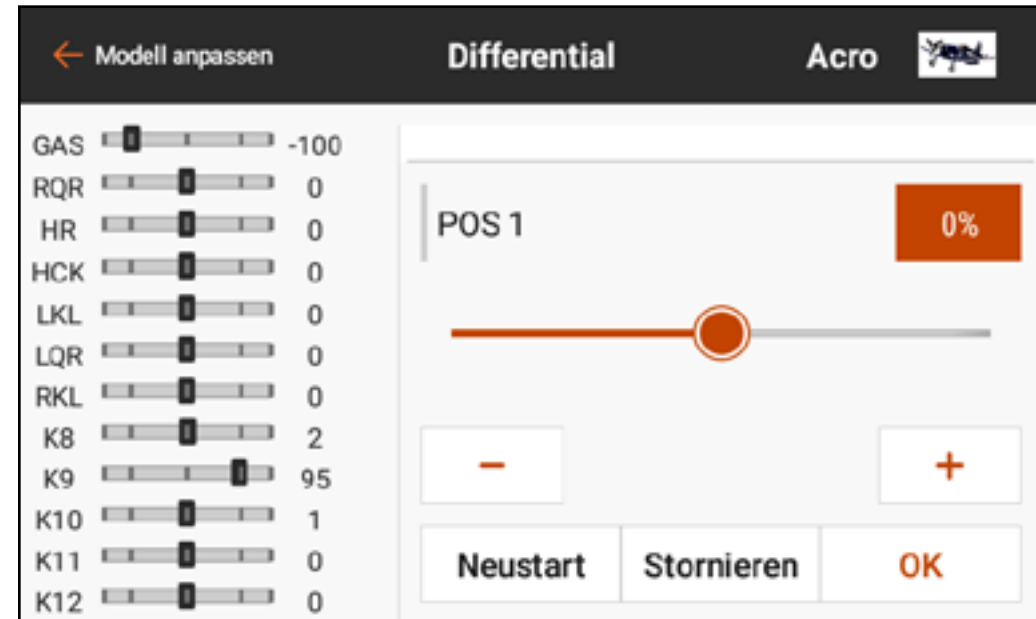 ← Modell anpassen Differential Acro
GAS -100
RQR 0
HR 0
HCK 0
LKL 0
LQR 0
RKL 0
K8 2
K9 95
K10 1
K11 0
K12 0
POS 1 0%
− +
Neustart Stornieren OK